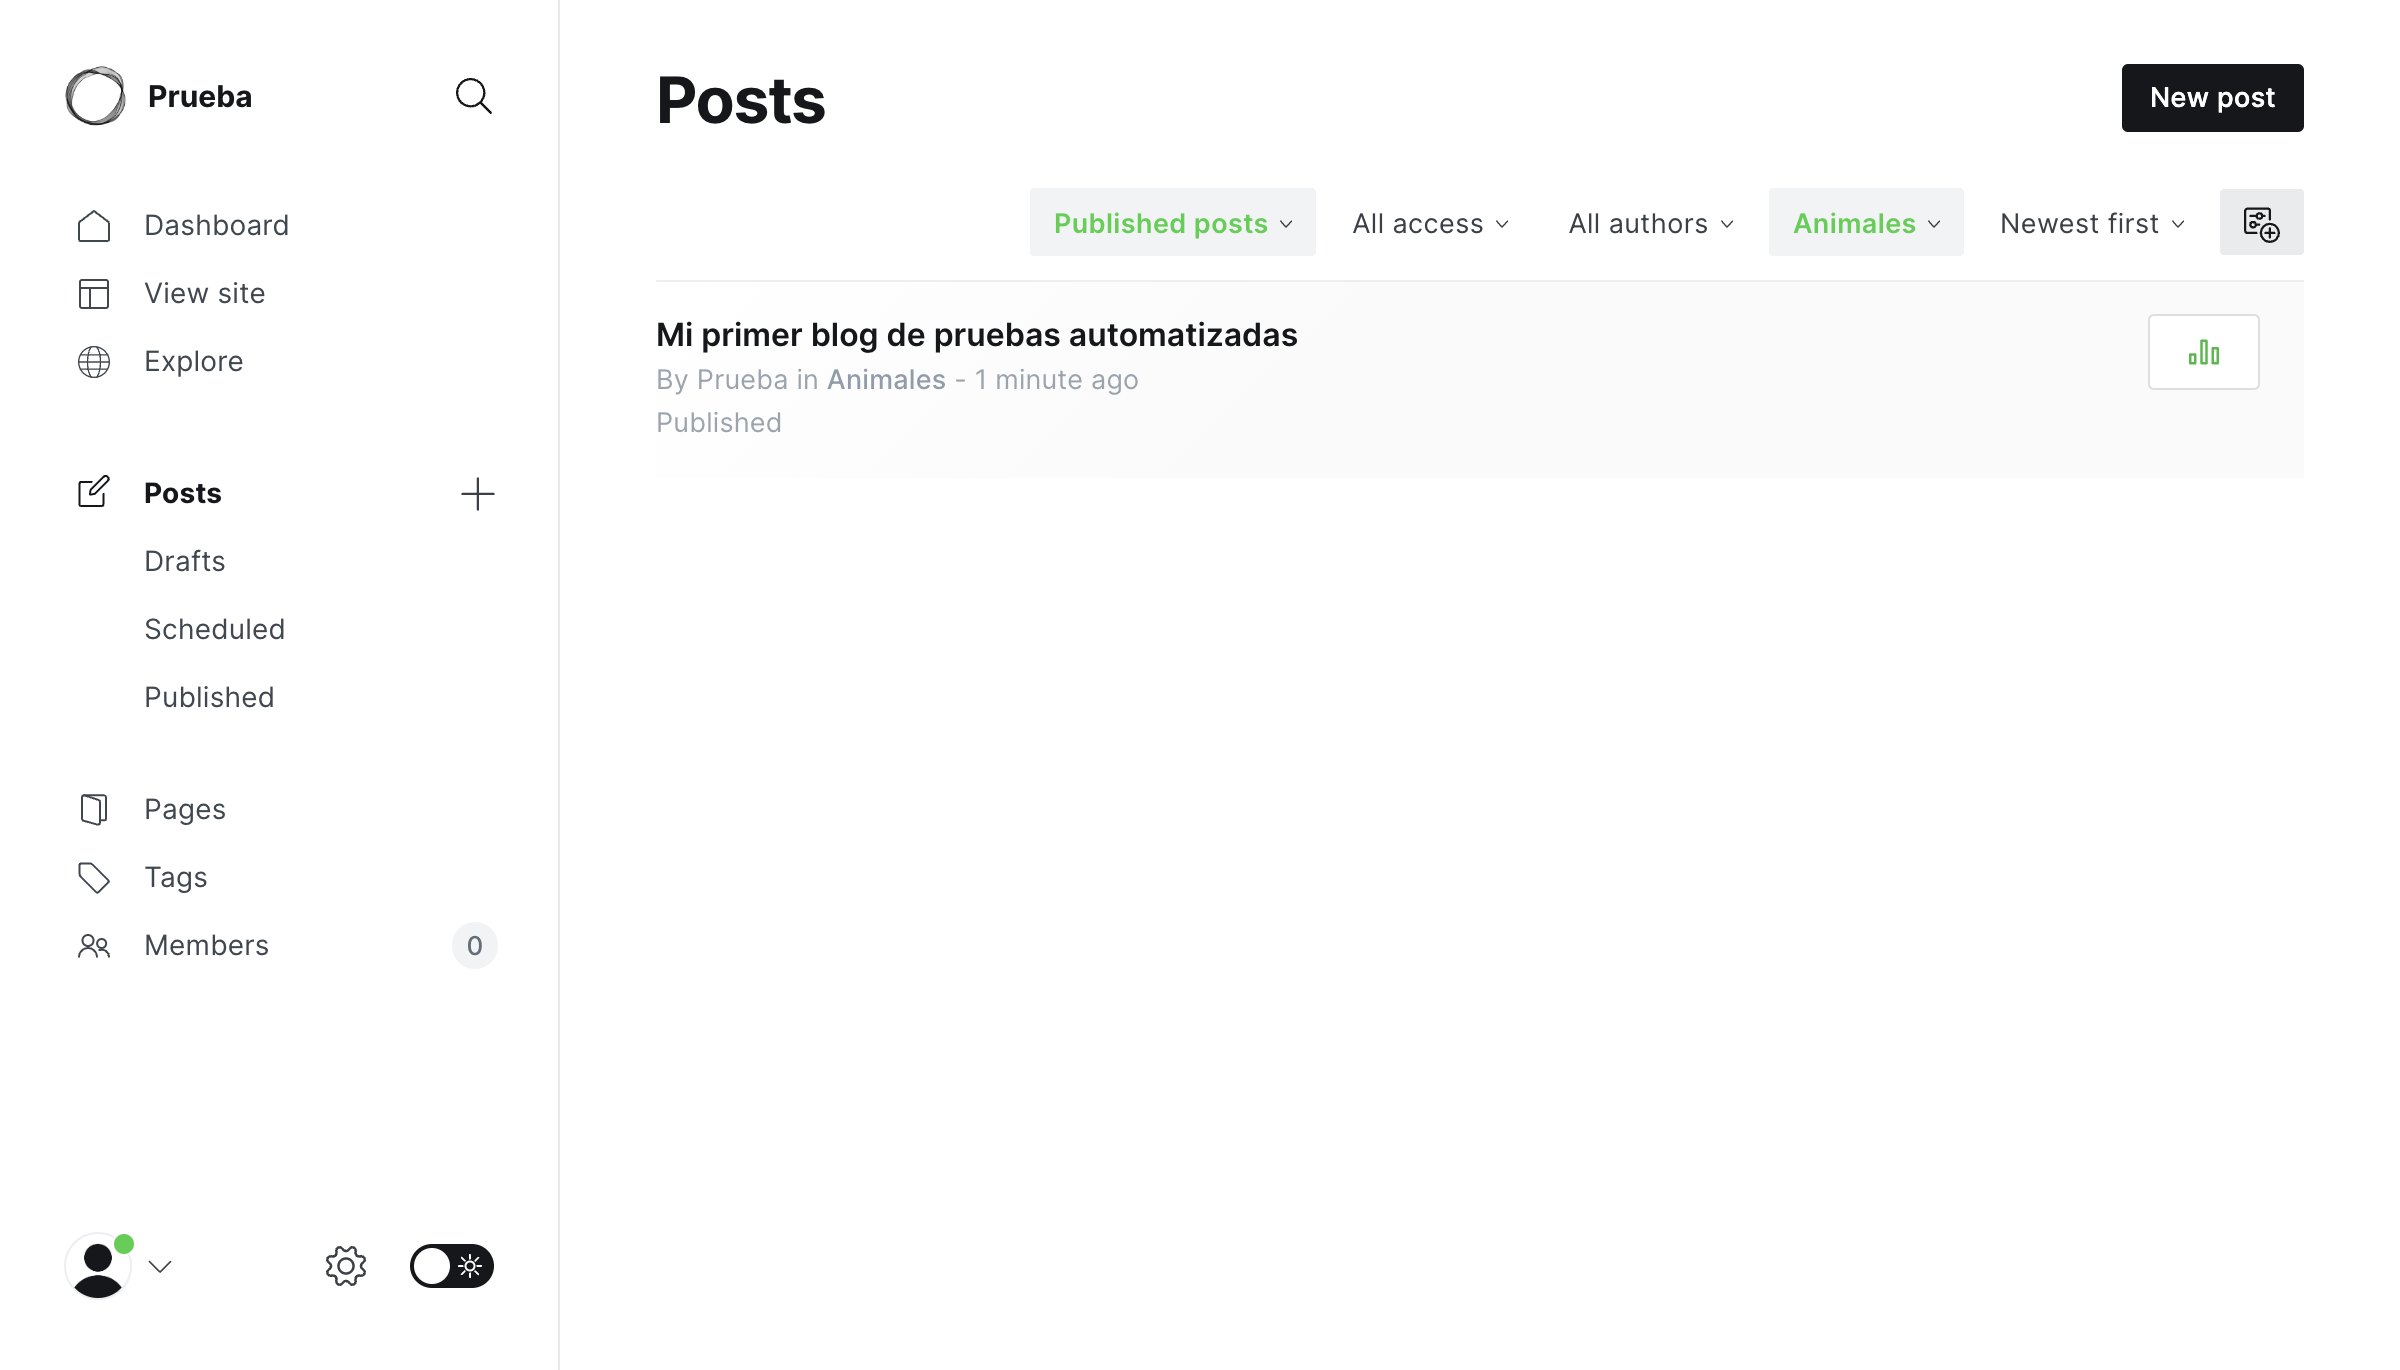 Prueba
Dashboard
View site
Explore
Posts
Drafts
Scheduled
Published
Pages
Tags
Members
0
Posts
New post
Published posts
All access
All authors
Animales
Newest first
Mi primer blog de pruebas automatizadas
By Prueba in Animales - 1 minute ago
Published